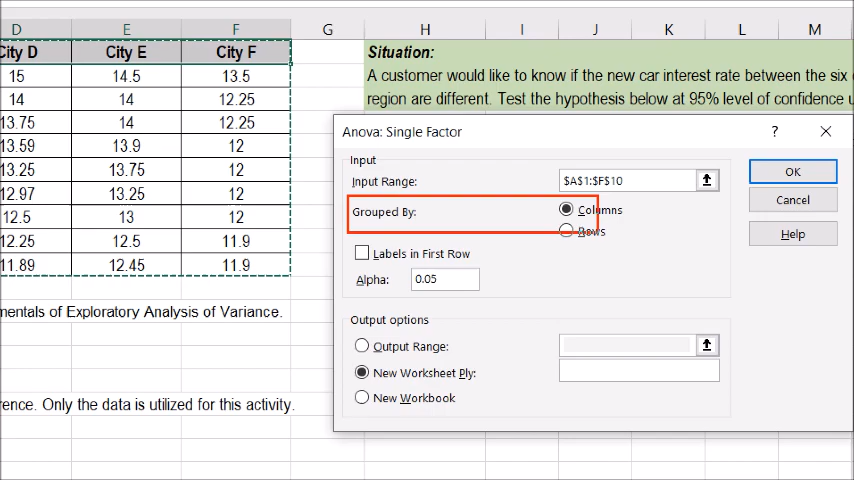 D E F G H I J K L M
City D City E City F Situation:
15 14.5 13.5 A customer would like to know if the new car interest rate between the six
14 14 12.25 region are different. Test the hypothesis below at 95% level of confidence
13.75 14 12.25
Anova: Single Factor ?
13.59 13.9 12
Input
13.25 13.75 12
Input Range: $A$1:$F$10 OK
12.97 13.25 12
Cancel
12.5 13 12
Grouped By: Columns
Rows
Help
12.25 12.5 11.9
Labels in First Row
11.89 12.45 11.9
Alpha: 0.05
mentals of Exploratory Analysis of Variance.
Output options
Output Range:
New Worksheet Ply:
rence. Only the data is utilized for this activity.
New Workbook